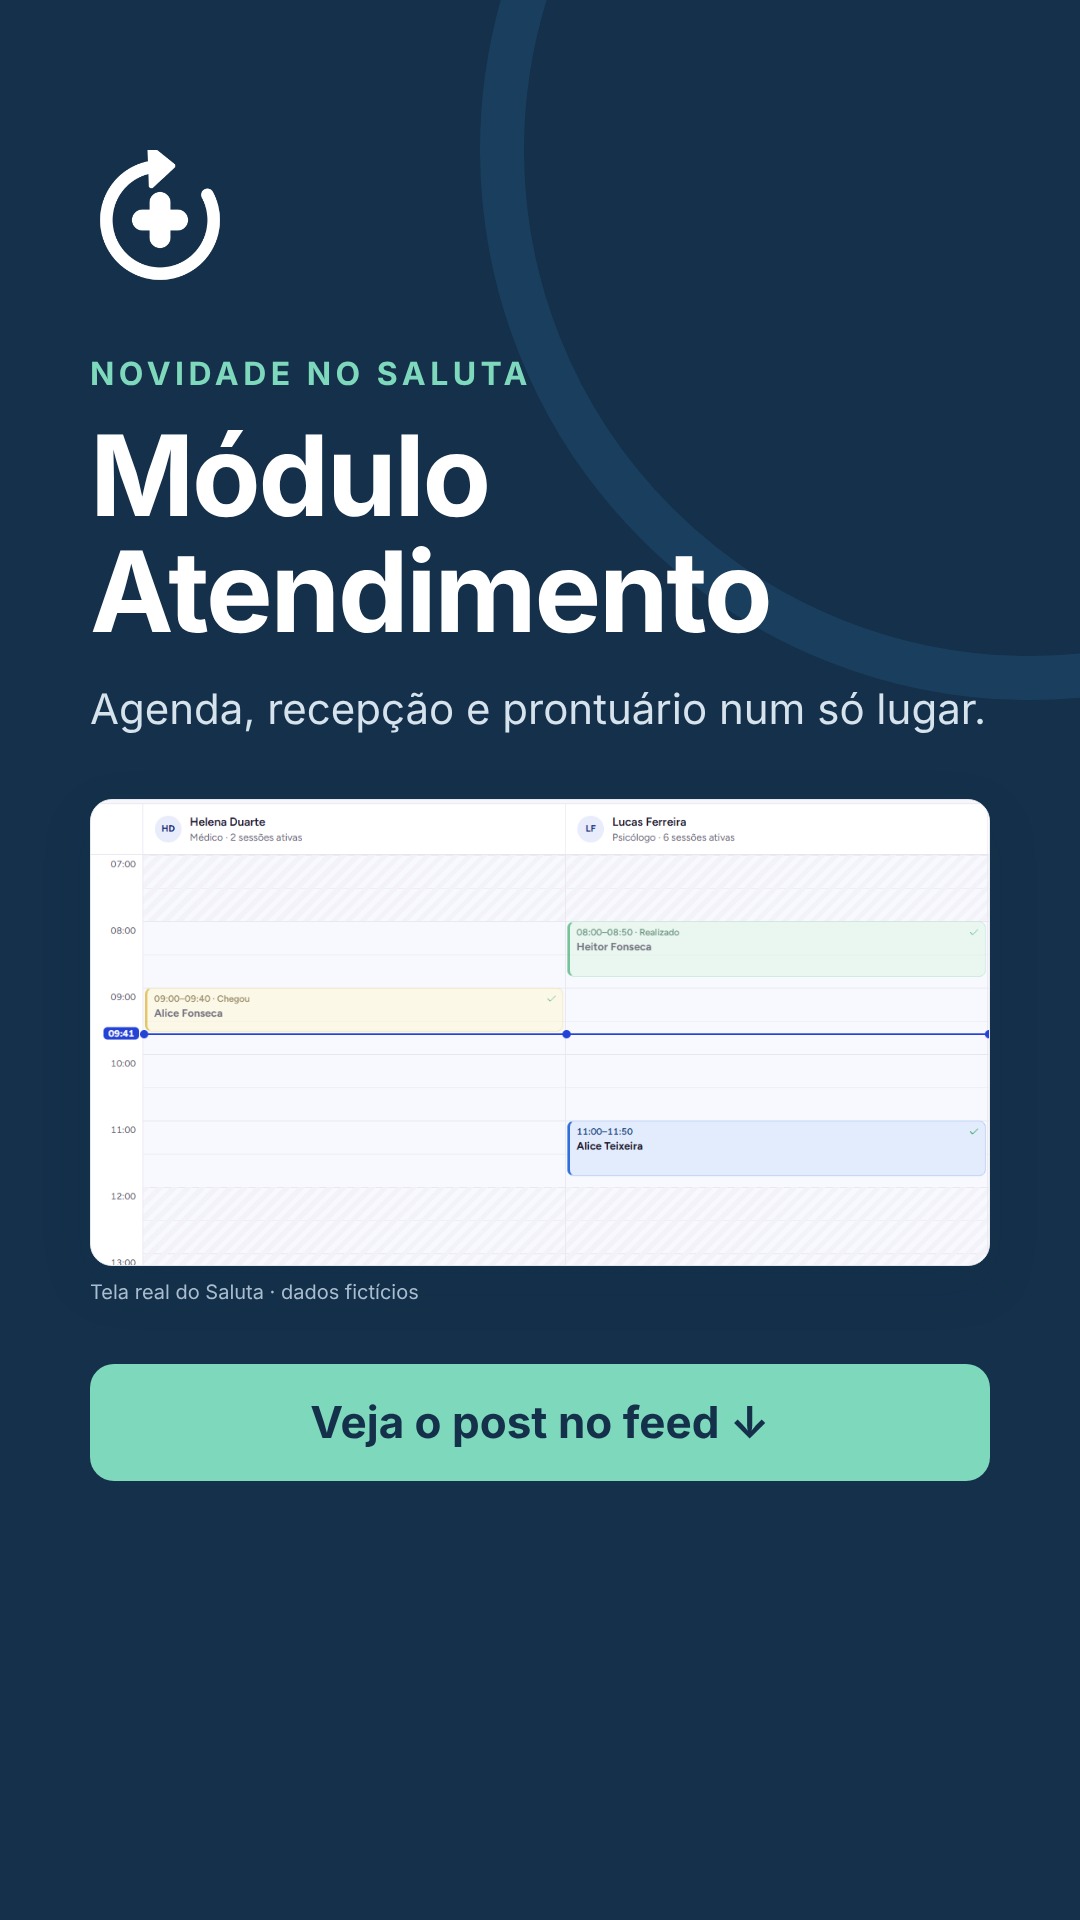 NOVIDADE NO SALUTA
Módulo
Atendimento
Agenda, recepção e prontuário num só lugar.
HD
Helena Duarte
Médico · 2 sessões ativas
LF
Lucas Ferreira
Psicólogo · 6 sessões ativas
07:00
08:00
08:00–08:50 · Realizado
Heitor Fonseca
09:00
09:00–09:40 · Chegou
Alice Fonseca
09:41
10:00
11:00
11:00–11:50
Alice Teixeira
12:00
13:00
Tela real do Saluta · dados fictícios
Veja o post no feed ↓